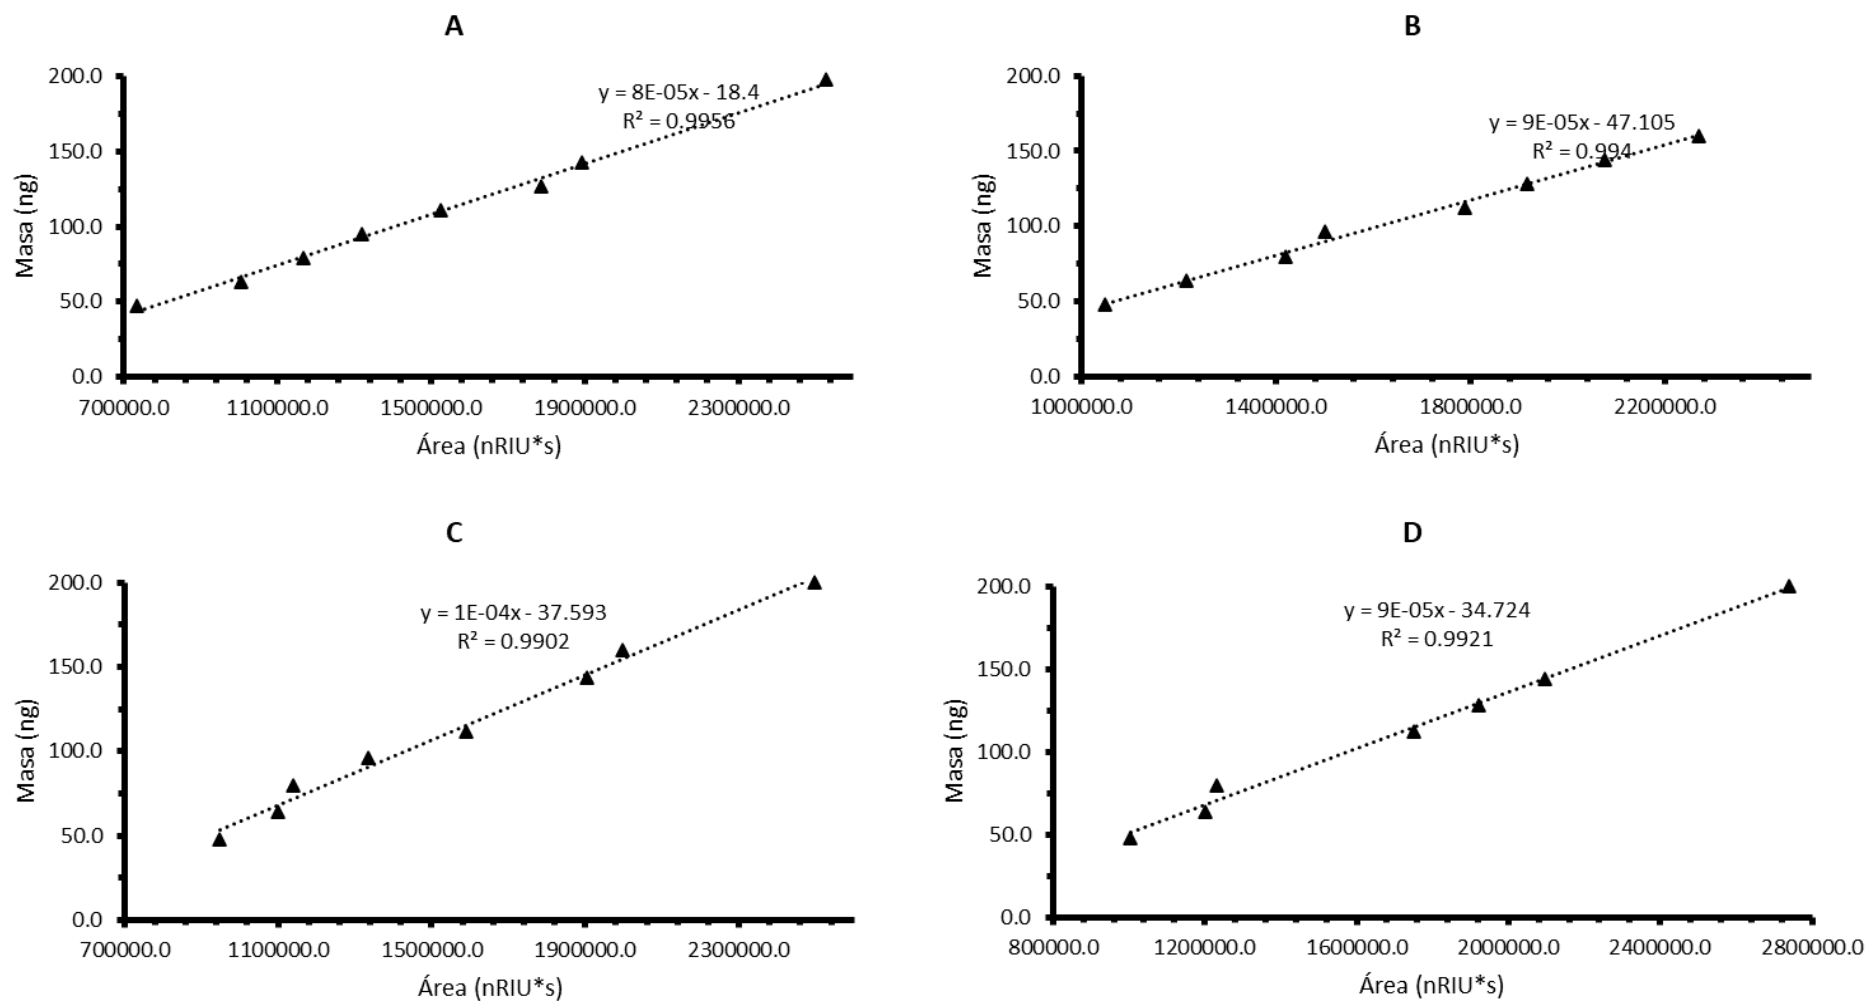 A
y = 8E-05x - 18.4
R² = 0.9956
200.0
150.0
100.0
50.0
0.0
Masa (ng)
700000.0 1100000.0 1500000.0 1900000.0 2300000.0
Área (nRIU*s)
B
y = 9E-05x - 47.105
R² = 0.994
200.0
150.0
100.0
50.0
0.0
Masa (ng)
1000000.0 1400000.0 1800000.0 2200000.0
Área (nRIU*s)
C
y = 1E-04x - 37.593
R² = 0.9902
200.0
150.0
100.0
50.0
0.0
Masa (ng)
700000.0 1100000.0 1500000.0 1900000.0 2300000.0
Área (nRIU*s)
D
y = 9E-05x - 34.724
R² = 0.9921
200.0
150.0
100.0
50.0
0.0
Masa (ng)
800000.0 1200000.0 1600000.0 2000000.0 2400000.0 2800000.0
Área (nRIU*s)